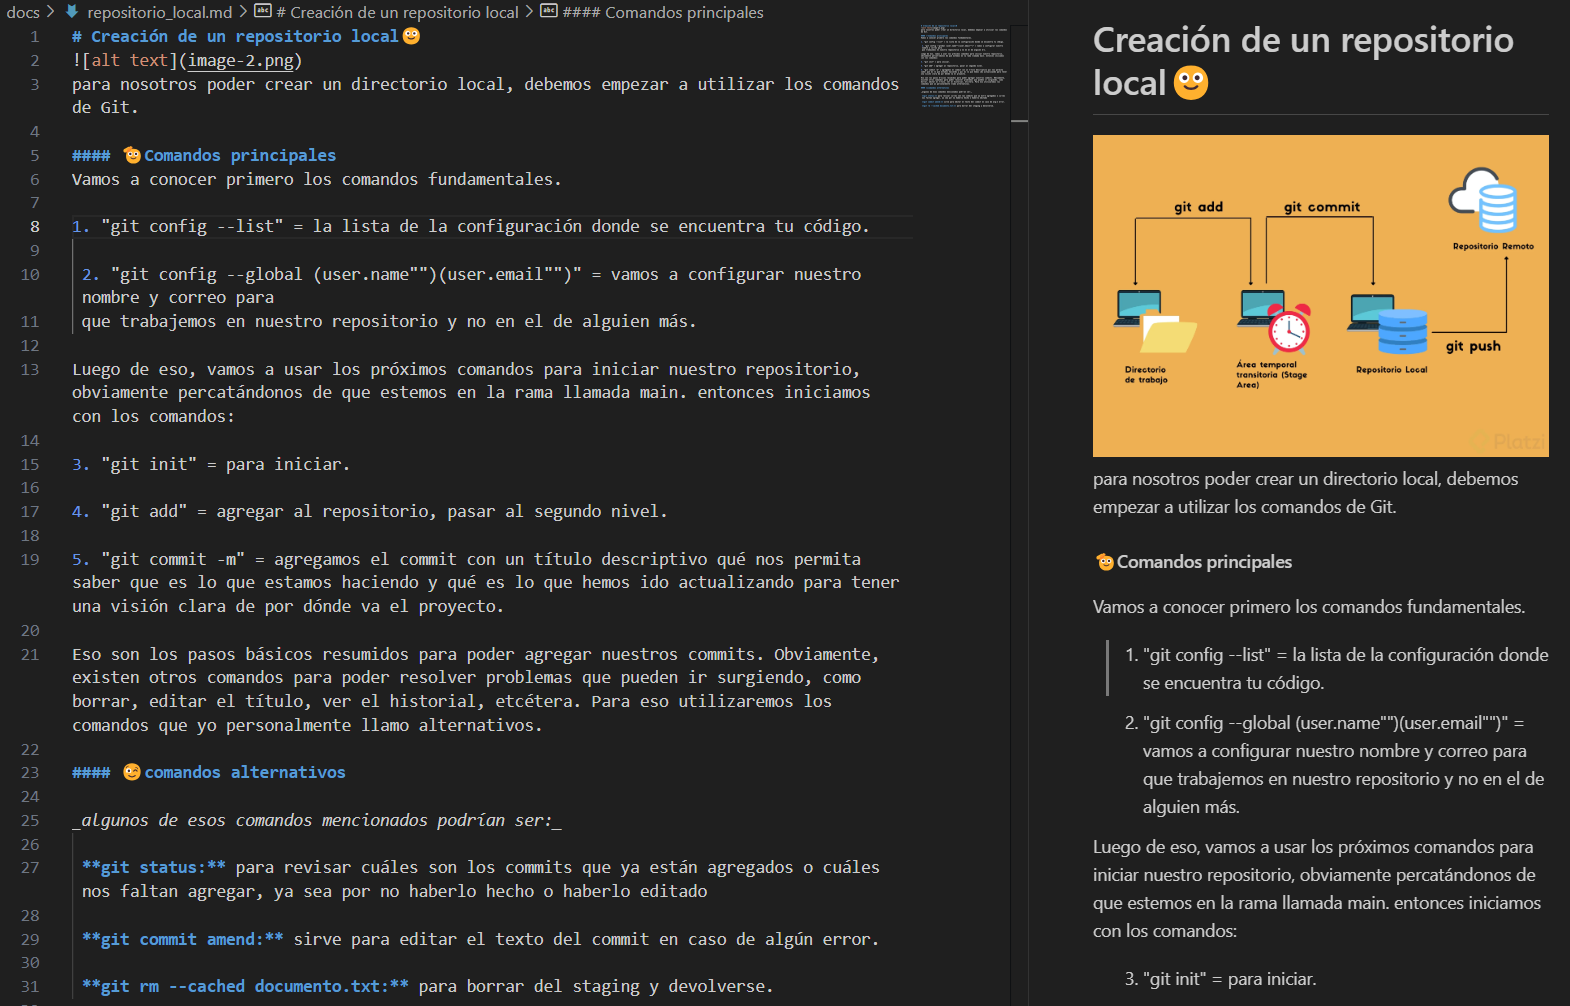 docs > repositorio_local.md > # Creación de un repositorio local > #### Comandos principales
1 # Creación de un repositorio local🙂
2 ![alt text](image-2.png)
3 para nosotros poder crear un directorio local, debemos empezar a utilizar los comandos
de Git.
4
5 #### 🫡Comandos principales
6 Vamos a conocer primero los comandos fundamentales.
7
8 1. "git config --list" = la lista de la configuración donde se encuentra tu código.
9
10 2. "git config --global (user.name"")(user.email"")" = vamos a configurar nuestro
nombre y correo para
11 que trabajemos en nuestro repositorio y no en el de alguien más.
12
13 Luego de eso, vamos a usar los próximos comandos para iniciar nuestro repositorio,
obviamente percatándonos de que estemos en la rama llamada main. entonces iniciamos
con los comandos:
14
15 3. "git init" = para iniciar.
16
17 4. "git add" = agregar al repositorio, pasar al segundo nivel.
18
19 5. "git commit -m" = agregamos el commit con un título descriptivo qué nos permita
saber que es lo que estamos haciendo y qué es lo que hemos ido actualizando para tener
una visión clara de por dónde va el proyecto.
20
21 Eso son los pasos básicos resumidos para poder agregar nuestros commits. Obviamente,
existen otros comandos para poder resolver problemas que pueden ir surgiendo, como
borrar, editar el título, ver el historial, etcétera. Para eso utilizaremos los
comandos que yo personalmente llamo alternativos.
22
23 #### 😉comandos alternativos
24
25 _algunos de esos comandos mencionados podrían ser:_
26
27 **git status:** para revisar cuáles son los commits que ya están agregados o cuáles
nos faltan agregar, ya sea por no haberlo hecho o haberlo editado
28
29 **git commit amend:** sirve para editar el texto del commit en caso de algún error.
30
31 **git rm --cached documento.txt:** para borrar del staging y devolverse.
Creación de un repositorio
local🙂
git add
git commit
Repositorio Remoto
git push
Directorio
de trabajo
Área temporal
transitoria (Stage
Area)
Repositorio Local
Platzi
para nosotros poder crear un directorio local, debemos
empezar a utilizar los comandos de Git.
🫡Comandos principales
Vamos a conocer primero los comandos fundamentales.
1. "git config --list" = la lista de la configuración donde
se encuentra tu código.
2. "git config --global (user.name"")(user.email"")" =
vamos a configurar nuestro nombre y correo para
que trabajemos en nuestro repositorio y no en el de
alguien más.
Luego de eso, vamos a usar los próximos comandos para
iniciar nuestro repositorio, obviamente percatándonos de
que estemos en la rama llamada main. entonces iniciamos
con los comandos:
3. "git init" = para iniciar.